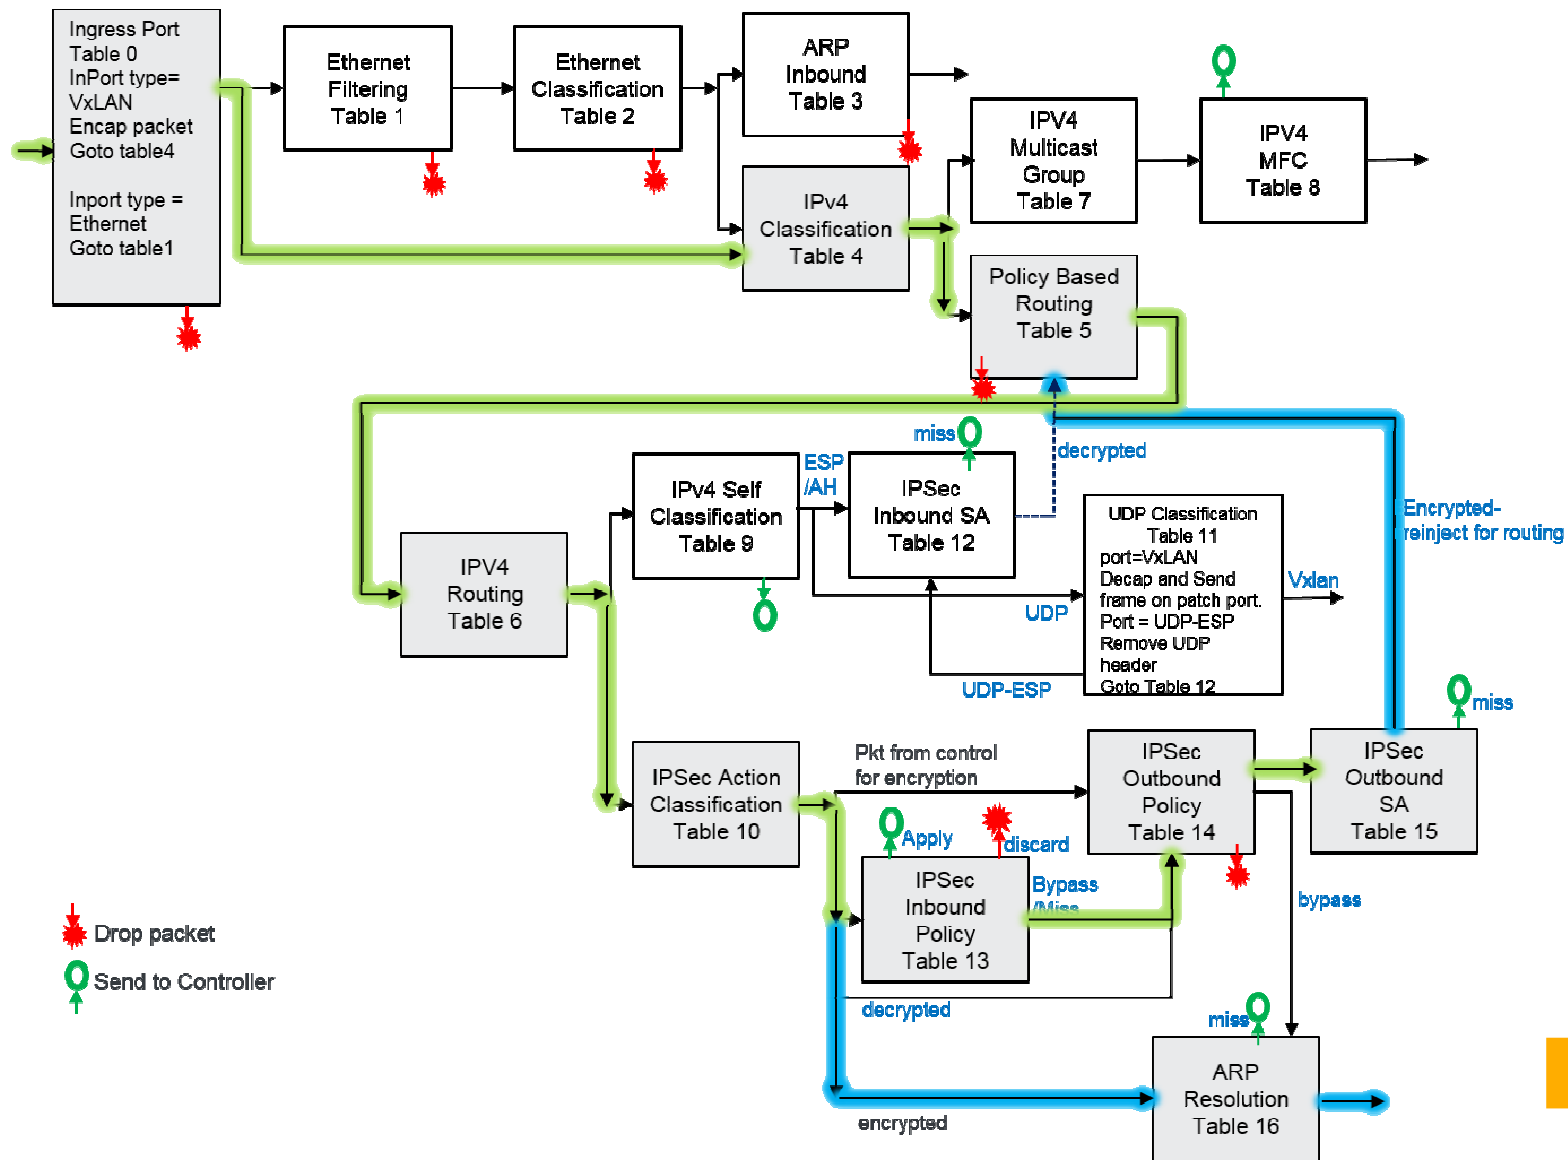 Ingress Port
Table 0
InPort type=
VxLAN
Encap packet
Goto table4
Inport type =
Ethernet
Goto table1
Ethernet
Filtering
Table 1
Ethernet
Classification
Table 2
ARP
Inbound
Table 3
IPv4
Classification
Table 4
IPV4
Multicast
Group
Table 7
IPV4
MFC
Table 8
Policy Based
Routing
Table 5
miss
decrypted
ESP
/AH
IPv4 Self
Classification
Table 9
IPSec
Inbound SA
Table 12
UDP Classification
Table 11
port=VxLAN
Decap and Send
frame on patch port.
Port = UDP-ESP
Remove UDP
header
Goto Table 12
Encrypted-
reinject for routing
Vxlan
UDP
UDP-ESP
IPV4
Routing
Table 6
miss
IPSec Action
Classification
Table 10
Pkt from control
for encryption
IPSec
Outbound
Policy
Table 14
IPSec
Outbound
SA
Table 15
Apply
discard
IPSec
Inbound
Policy
Table 13
Bypass
/Miss
bypass
decrypted
miss
ARP
Resolution
Table 16
encrypted
Drop packet
Send to Controller